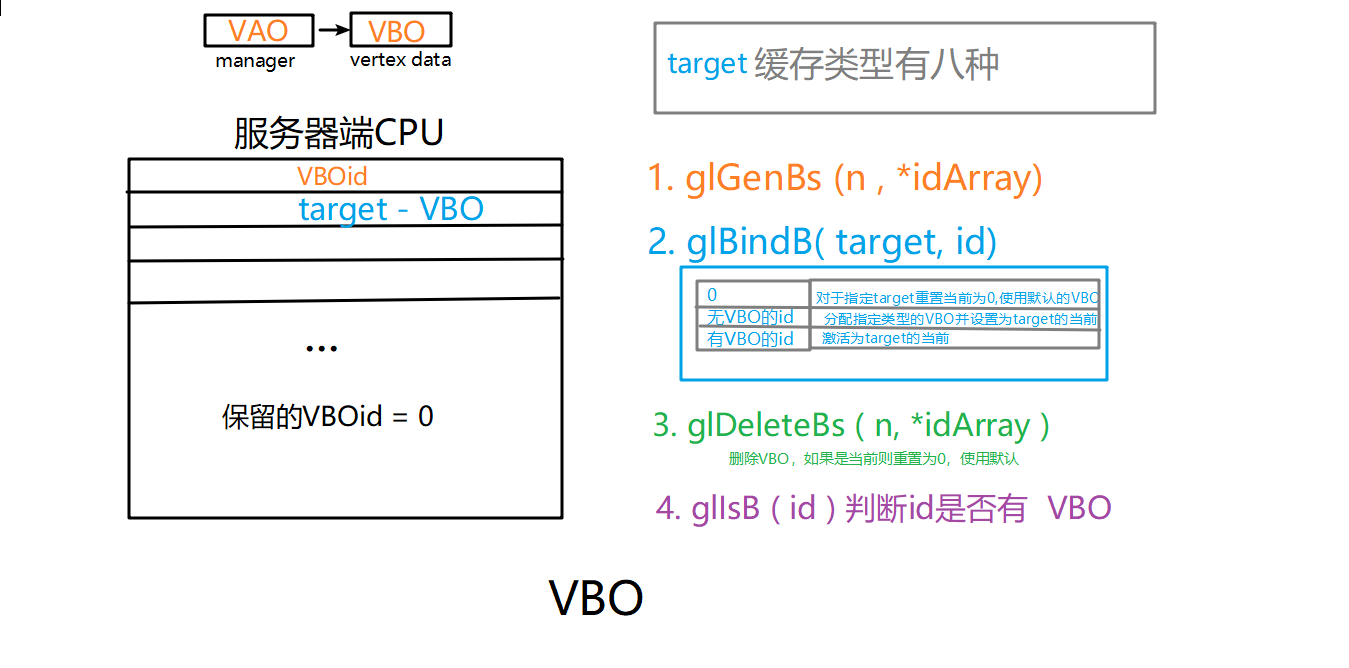 VAO
VBO
manager
vertex data
服务器端CPU
VBOid
target - VBO
...
保留的VBOid = 0
target 缓存类型有八种
1. glGenBs (n , *idArray)
2. glBindB( target, id)
0 对于指定target重置当前为0,使用默认的VBO
无VBO的id 分配指定类型的VBO并设置为target的当前
有VBO的id 激活为target的当前
3. glDeleteBs ( n, *idArray )
删除VBO，如果是当前则重置为0，使用默认
4. glIsB ( id ) 判断id是否有 VBO
VBO